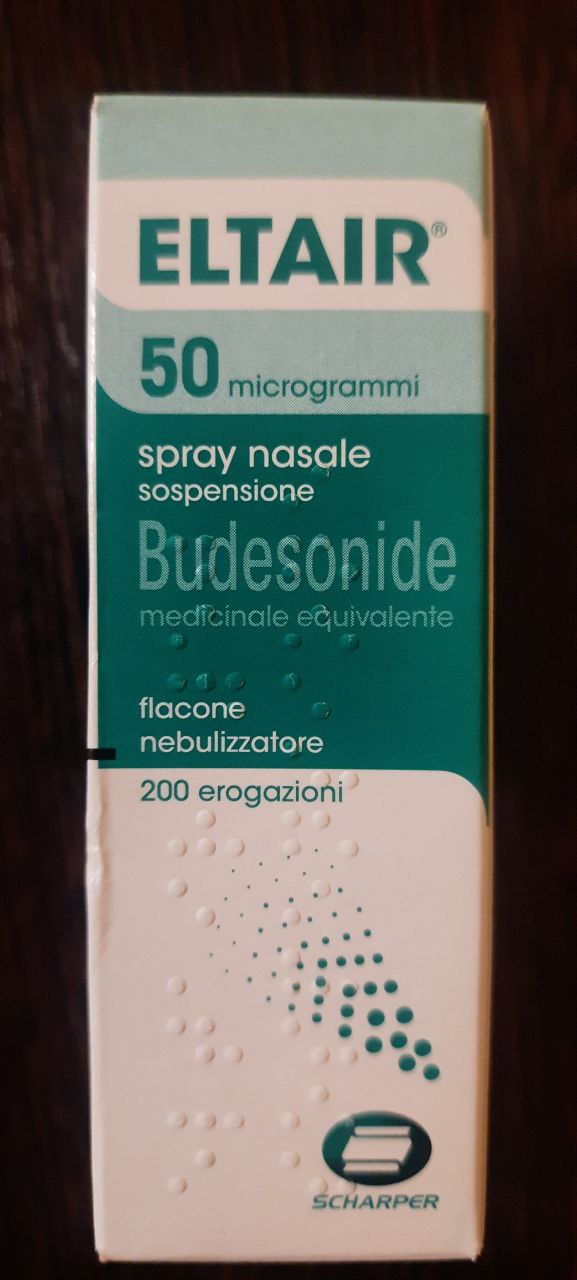 ELTAIR®
50 microgrammi
spray nasale
sospensione
Budesonide
medicinale equivalente
flacone
nebulizzatore
200 erogazioni
SCHARPER